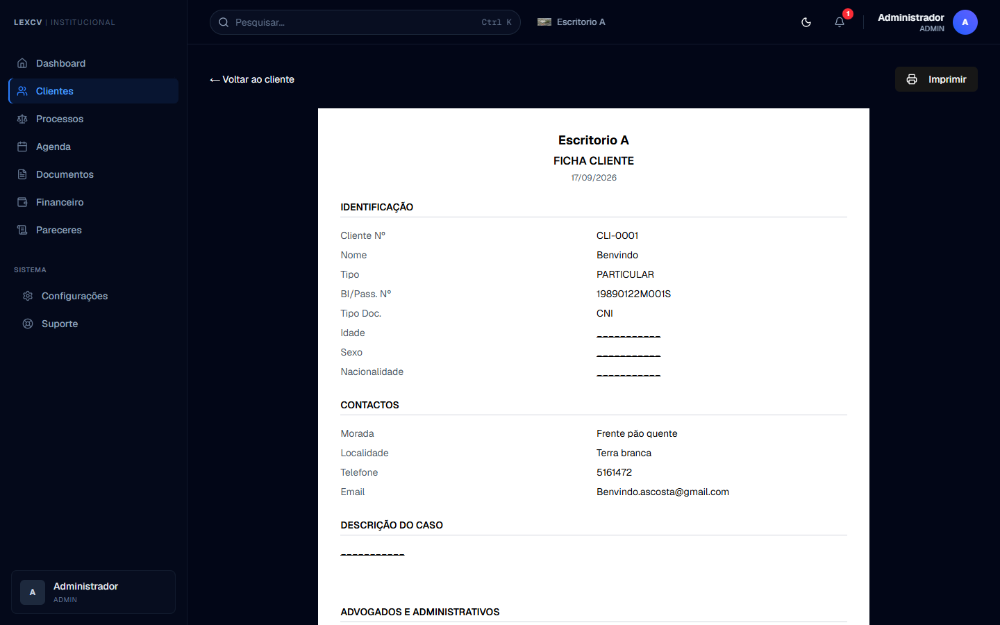 LEXCV | INSTITUCIONAL
Pesquisar...
Ctrl K
Escritorio A
1
Administrador
ADMIN
A
Dashboard
Clientes
Processos
Agenda
Documentos
Financeiro
Pareceres
SISTEMA
Configurações
Suporte
A
Administrador
ADMIN
← Voltar ao cliente
Imprimir
Escritorio A
FICHA CLIENTE
17/09/2026
IDENTIFICAÇÃO
Cliente Nº CLI-0001
Nome Benvindo
Tipo PARTICULAR
BI/Pass. Nº 19890122M001S
Tipo Doc. CNI
Idade ___________
Sexo ___________
Nacionalidade ___________
CONTACTOS
Morada Frente pão quente
Localidade Terra branca
Telefone 5161472
Email Benvindo.ascosta@gmail.com
DESCRIÇÃO DO CASO
___________
ADVOGADOS E ADMINISTRATIVOS